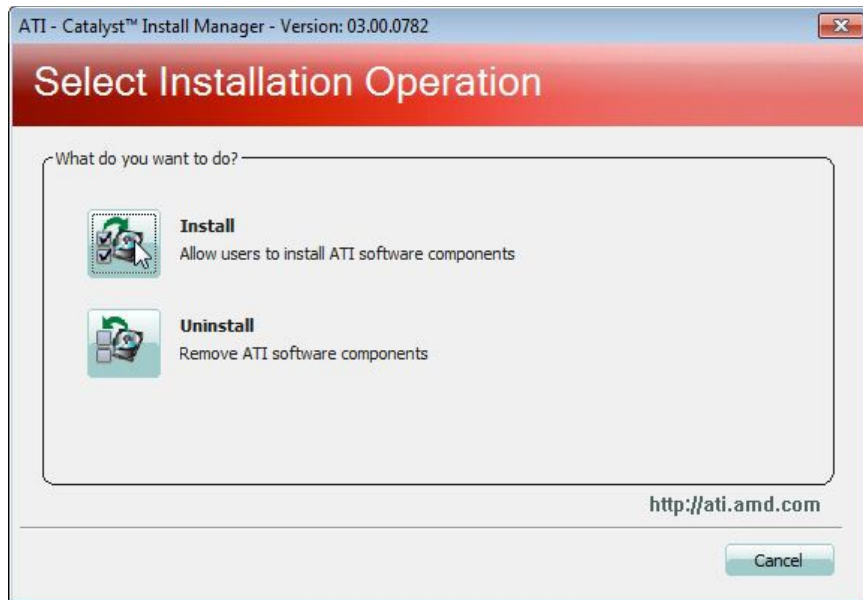 ATI - Catalyst™ Install Manager - Version: 03.00.0782
Select Installation Operation
What do you want to do?
Install
Allow users to install ATI software components
Uninstall
Remove ATI software components
http://ati.amd.com
Cancel